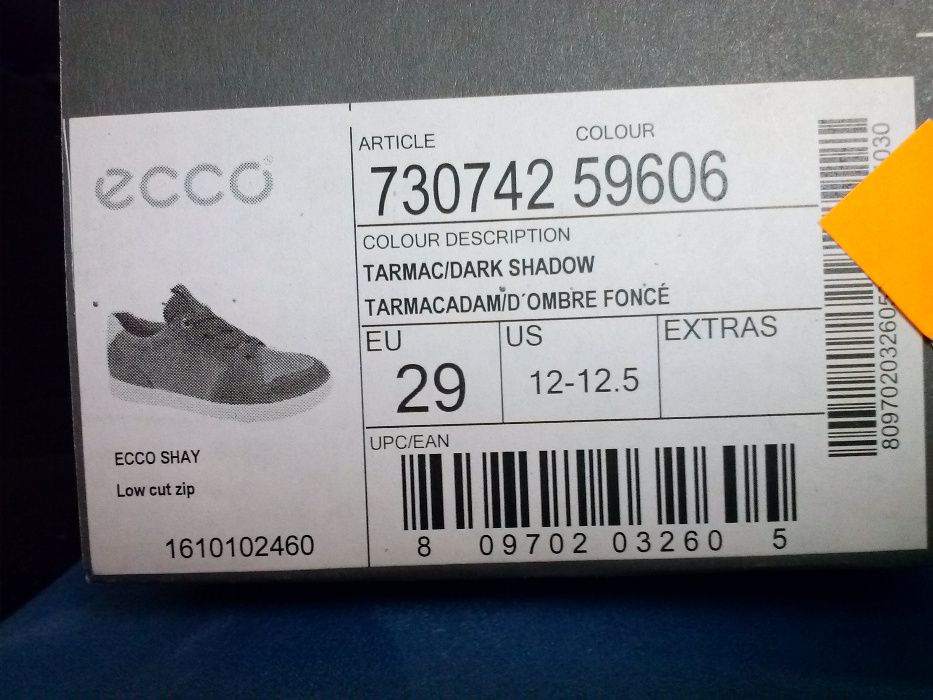 ecco
ARTICLE COLOUR
730742 59606
COLOUR DESCRIPTION
TARMAC/DARK SHADOW
TARMACADAM/D´OMBRE FONCÉ
EU US EXTRAS
29 12-12.5
UPC/EAN
8 09702 03260 5
ECCO SHAY
Low cut zip
1610102460